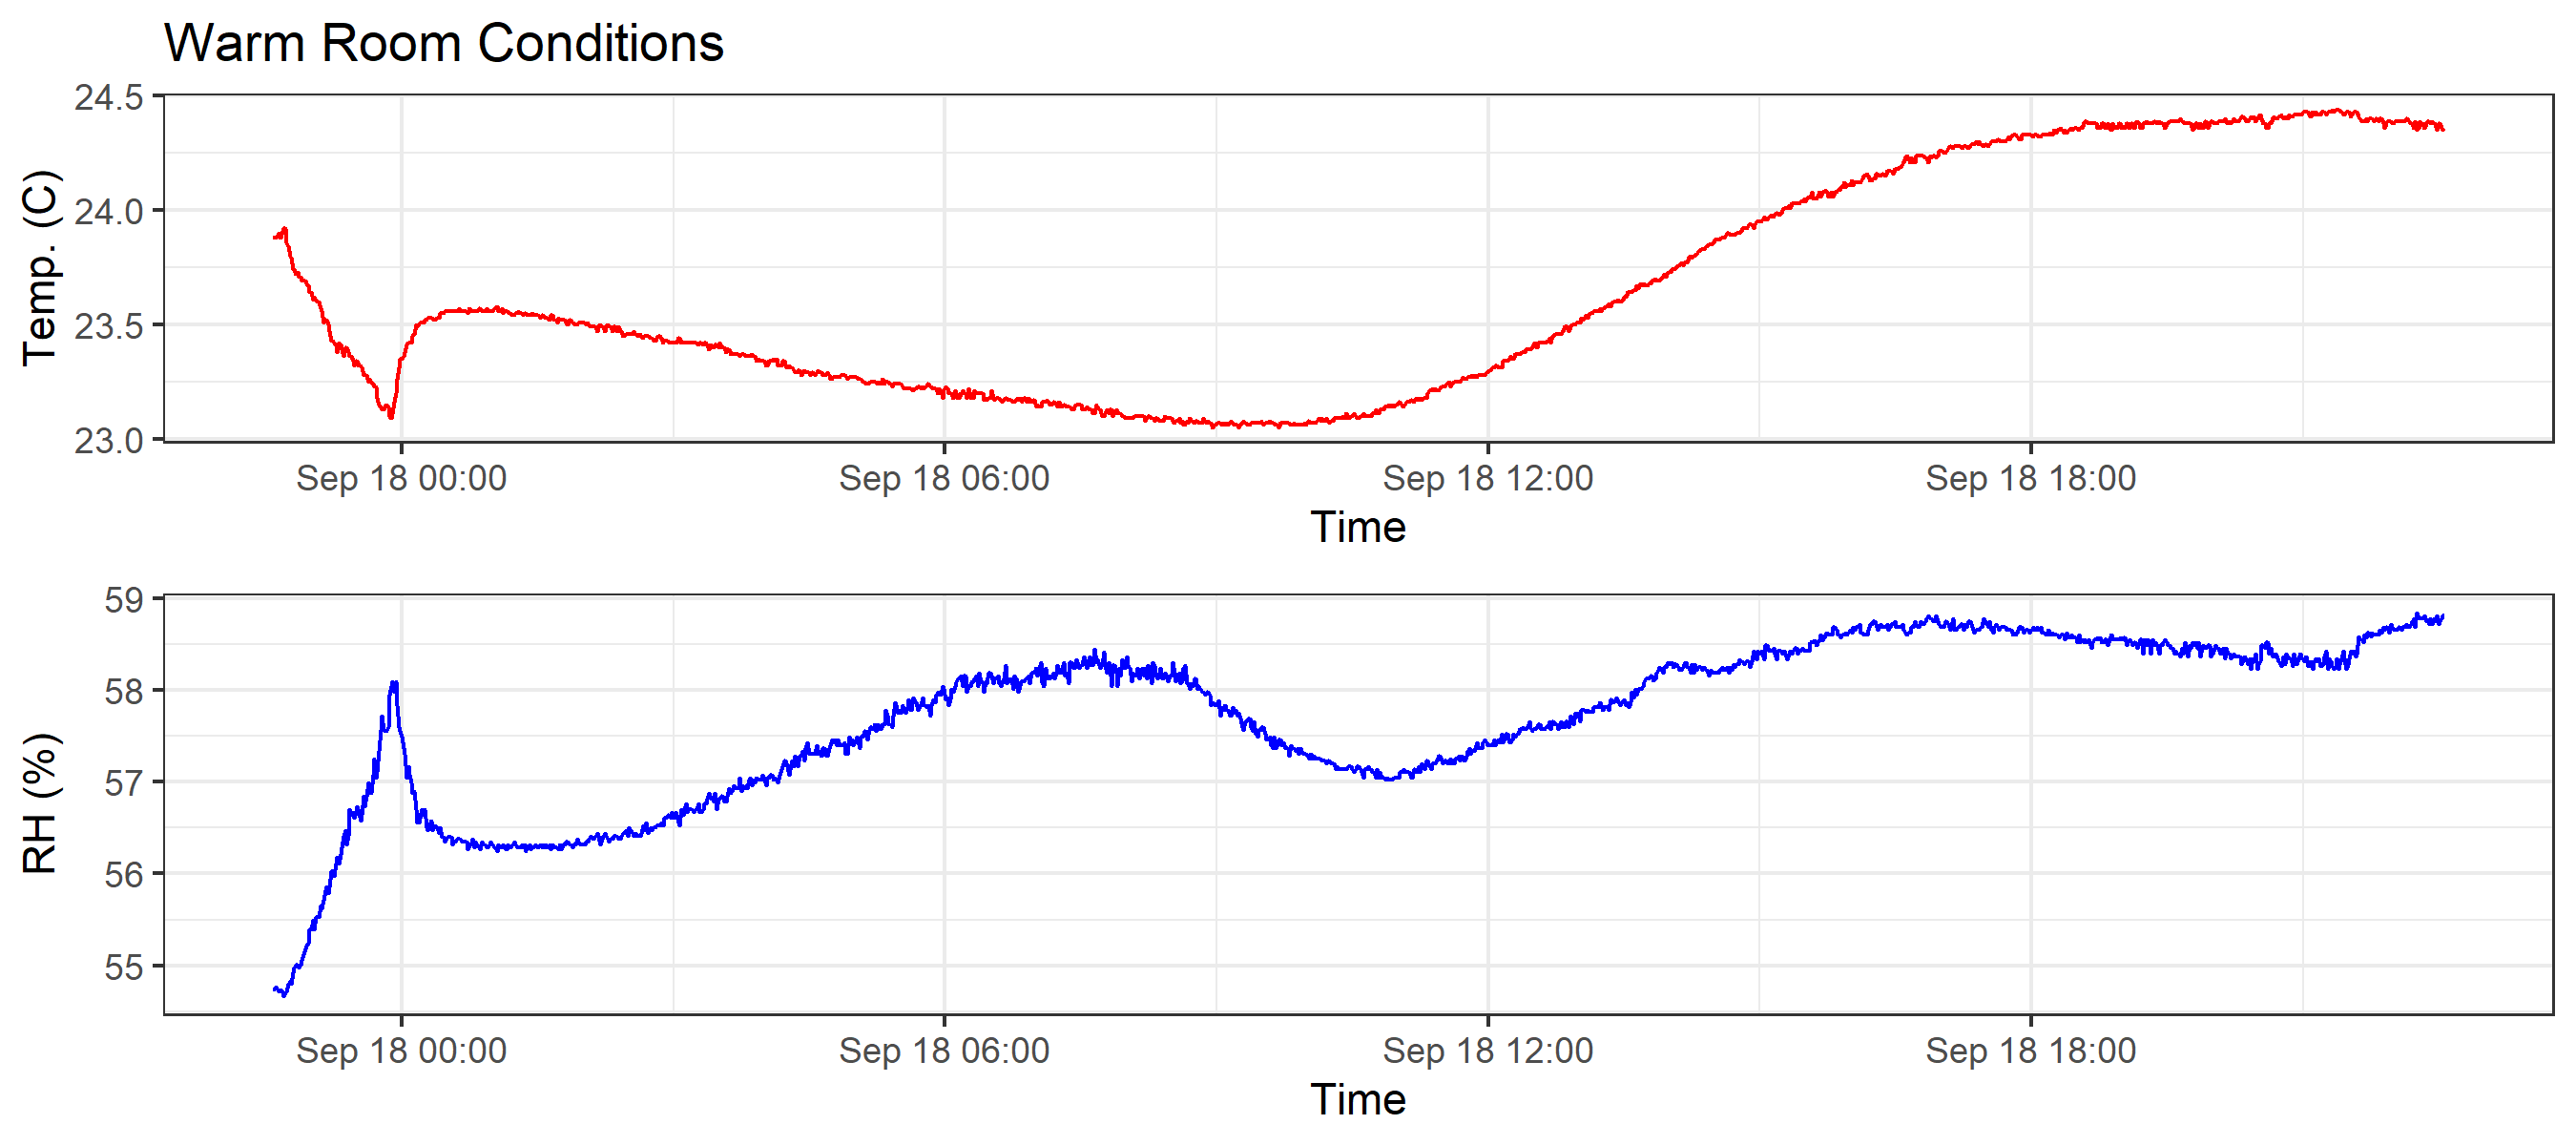 Warm Room Conditions
24.5
24.0
23.5
23.0
Temp. (C)
Sep 18 00:00 Sep 18 06:00 Sep 18 12:00 Sep 18 18:00
Time
59
58
57
56
55
RH (%)
Sep 18 00:00 Sep 18 06:00 Sep 18 12:00 Sep 18 18:00
Time